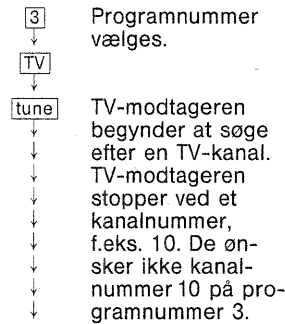 3 Programnummer
vælges.
TV
tune TV-modtageren
begynder at søge
efter en TV-kanal.
TV-modtageren
stopper ved et
kanalnummer,
f.eks. 10. De øn-
sker ikke kanal-
nummer 10 på pro-
gramnummer 3.